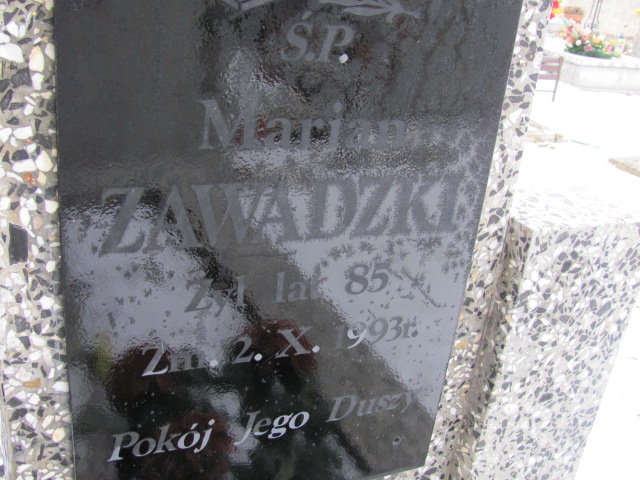 Ś.P.
Marian
ZAWADZKI
Żył lat 85
Zm. 2. X. 1993r.
Pokój Jego Duszy